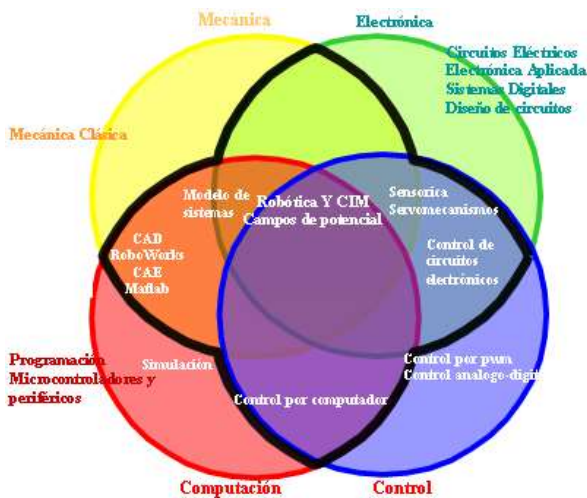 Mecánica
Electrónica
Circuitos Eléctricos
Electrónica Aplicada
Sistemas Digitales
Diseño de circuitos
Mecánica Clásica
Modelo de
sistemas
Robótica Y CIM
Campos de potencial
Sensorica
Servomecanismos
CAD
RoboWorks
CAE
Matlab
Control de
circuitos
electrónicos
Programación
Microcontroladores y
periféricos
Simulación
Control por pwm
Control analogo-digit
Control por computador
Computación
Control